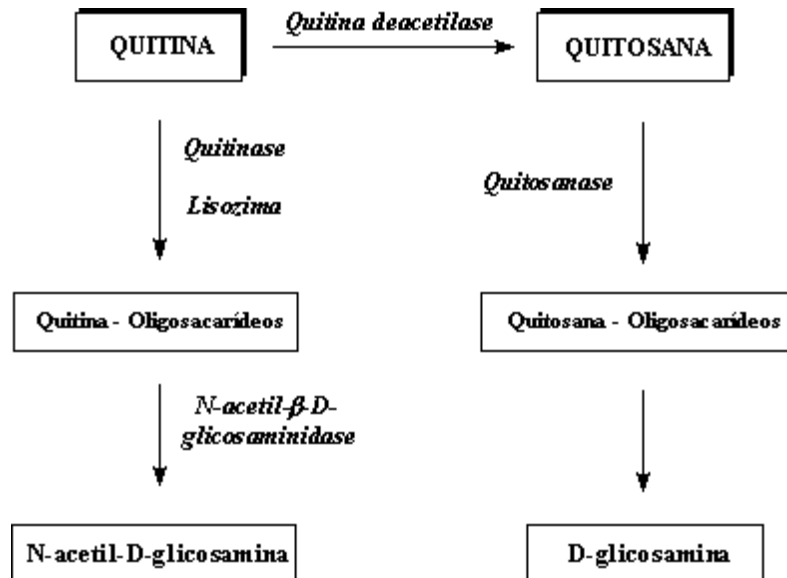 QUITINA
Quitina deacetilase
QUITOSANA
Quitinase
Lisozima
Quitosanase
Quitina - Oligosacarídeos
Quitosana - Oligosacarídeos
N-acetil-β-D-
glicosaminidase
N-acetil-D-glicosamina
D-glicosamina